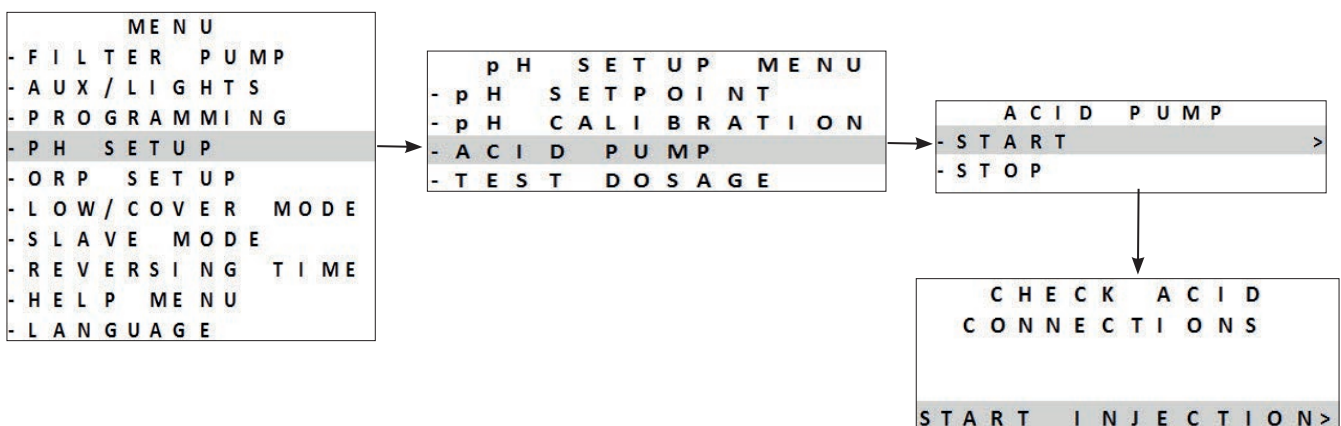 MENU
- FILTER PUMP
- AUX/LIGHTS
- PROGRAMMING
- PH SETUP
- ORP SETUP
- LOW/COVER MODE
- SLAVE MODE
- REVERSING TIME
- HELP MENU
- LANGUAGE
pH SETUP MENU
- pH SETPOINT
- pH CALIBRATION
- ACID PUMP
- TEST DOSAGE
ACID PUMP
- START >
- STOP
CHECK ACID
CONNECTIONS
START INJECTION>